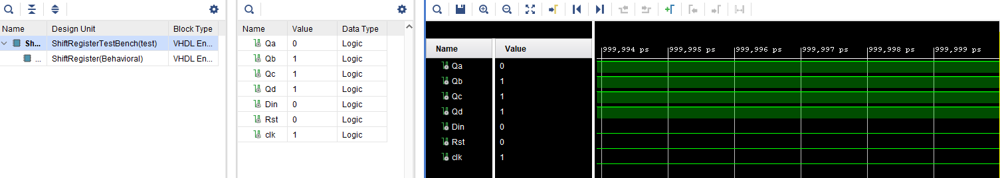 Name Design Unit Block Type
Sh... ShiftRegisterTestBench(test) VHDL En...
... ShiftRegister(Behavioral) VHDL En...
Name Value Data Type
Qa 0 Logic
Qb 1 Logic
Qc 1 Logic
Qd 1 Logic
Din 0 Logic
Rst 0 Logic
clk 1 Logic
Name Value
999,994 ps 999,995 ps 999,996 ps 999,997 ps 999,998 ps 999,999 ps
Qa 0
Qb 1
Qc 1
Qd 1
Din 0
Rst 0
clk 1